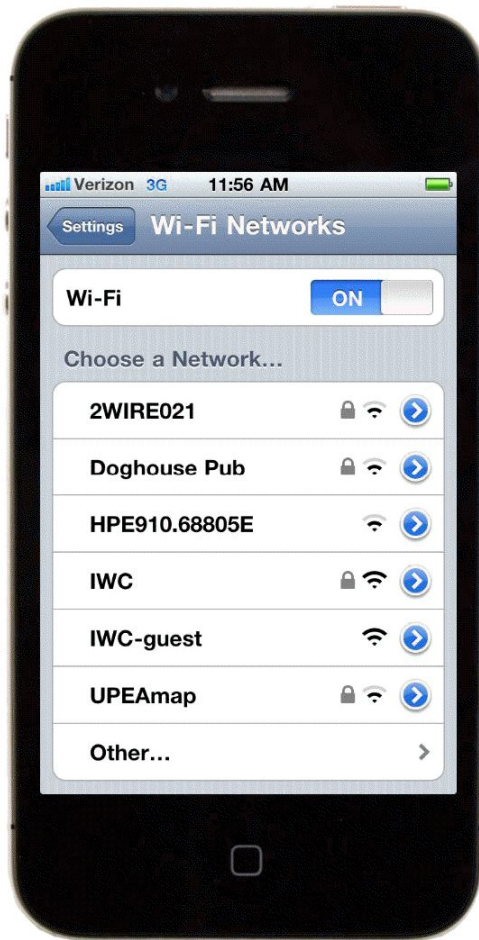 Verizon 3G 11:56 AM
Settings Wi-Fi Networks
Wi-Fi ON
Choose a Network...
2WIRE021
Doghouse Pub
HPE910.68805E
IWC
IWC-guest
UPEAmap
Other...